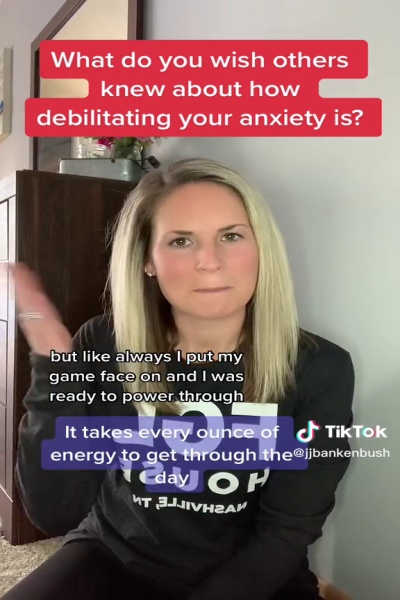 What do you wish others
knew about how
debilitating your anxiety is?
but like always I put my
game face on and I was
ready to power through
It takes every ounce of
energy to get through the
day
TikTok
@jjbankenbush
NASHVILLE, TN